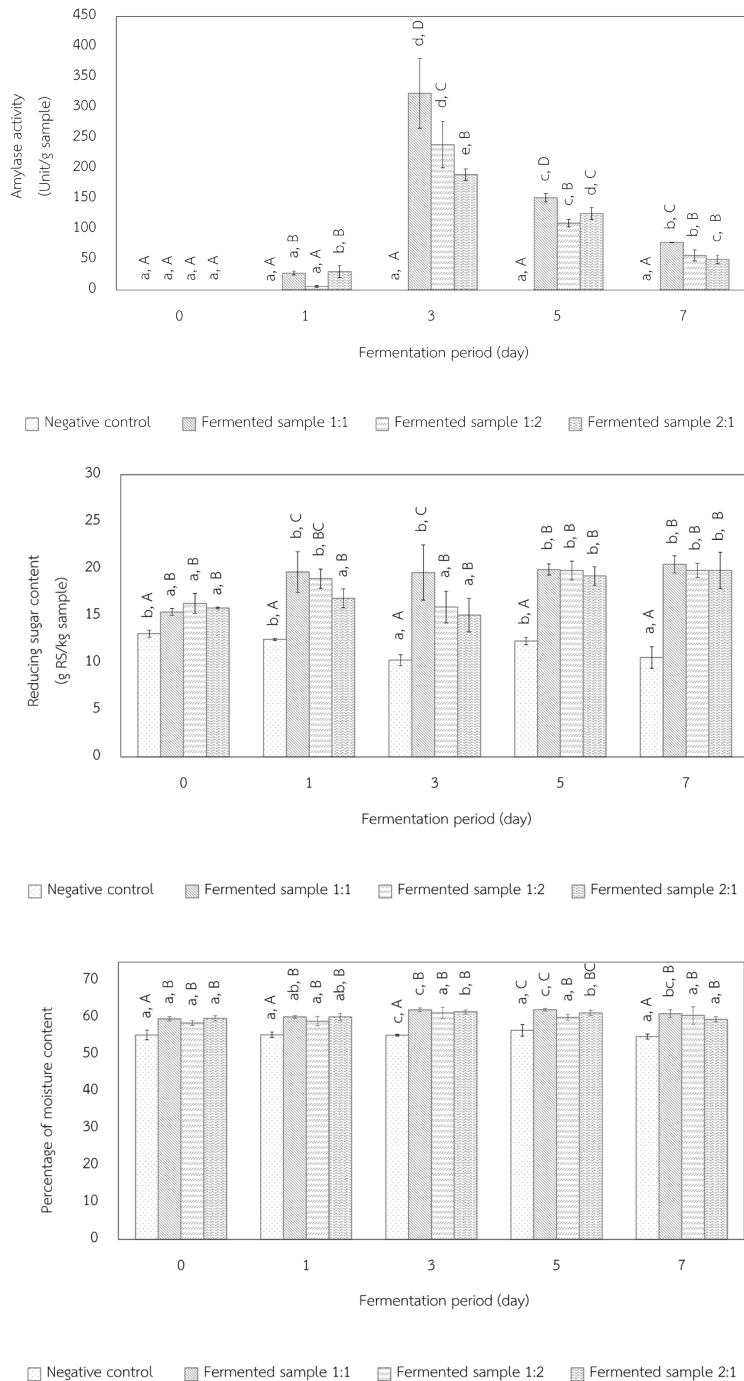 Amylase activity
(Unit/g sample)
450
400
350
300
250
200
150
100
50
0
a, A
a, A
a, A
a, A
a, A
a, B
a, A
b, B
a, A
d, D
d, C
e, B
a, A
c, D
c, B
d, C
a, A
b, C
b, B
c, B
0 1 3 5 7
Fermentation period (day)
Negative control Fermented sample 1:1 Fermented sample 1:2 Fermented sample 2:1
Reducing sugar content
(g RS/kg sample)
30
25
20
15
10
5
0
b, A
a, B
a, B
a, B
b, A
b, C
b, BC
a, B
a, A
b, C
a, B
a, B
b, A
b, B
b, B
b, B
a, A
b, B
b, B
b, B
0 1 3 5 7
Fermentation period (day)
Negative control Fermented sample 1:1 Fermented sample 1:2 Fermented sample 2:1
Percentage of moisture content
70
60
50
40
30
20
10
0
a, A
a, B
a, B
a, B
a, A
ab, B
a, B
ab, B
c, A
c, B
a, B
b, B
a, C
c, C
a, B
b, BC
a, A
bc, B
a, B
a, B
0 1 3 5 7
Fermentation period (day)
Negative control Fermented sample 1:1 Fermented sample 1:2 Fermented sample 2:1